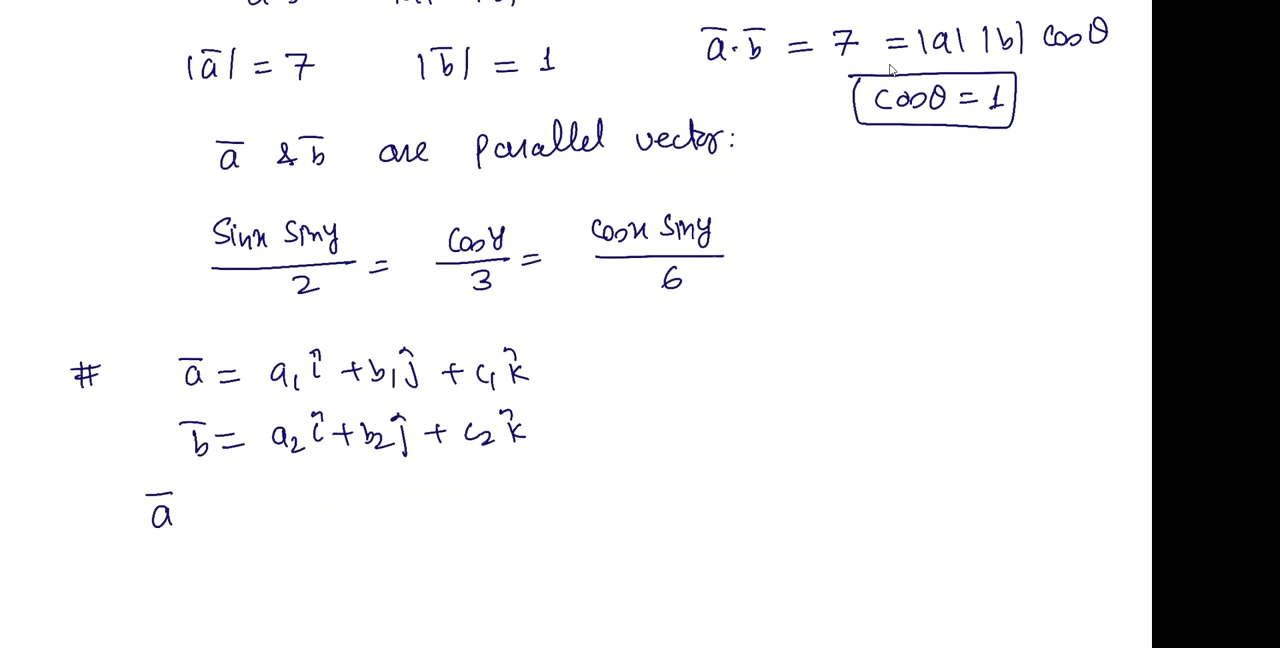 |a̅| = 7    |b̅| = 1    a̅·b̅ = 7 = |a| |b| cosθ
cosθ = 1
a̅ & b̅ are parallel vector:
Sinx Siny / 2 = Cosy / 3 = Cosx Siny / 6
# a̅ = a₁î + b₁ĵ + c₁k̂
b̅ = a₂î + b₂ĵ + c₂k̂
a̅